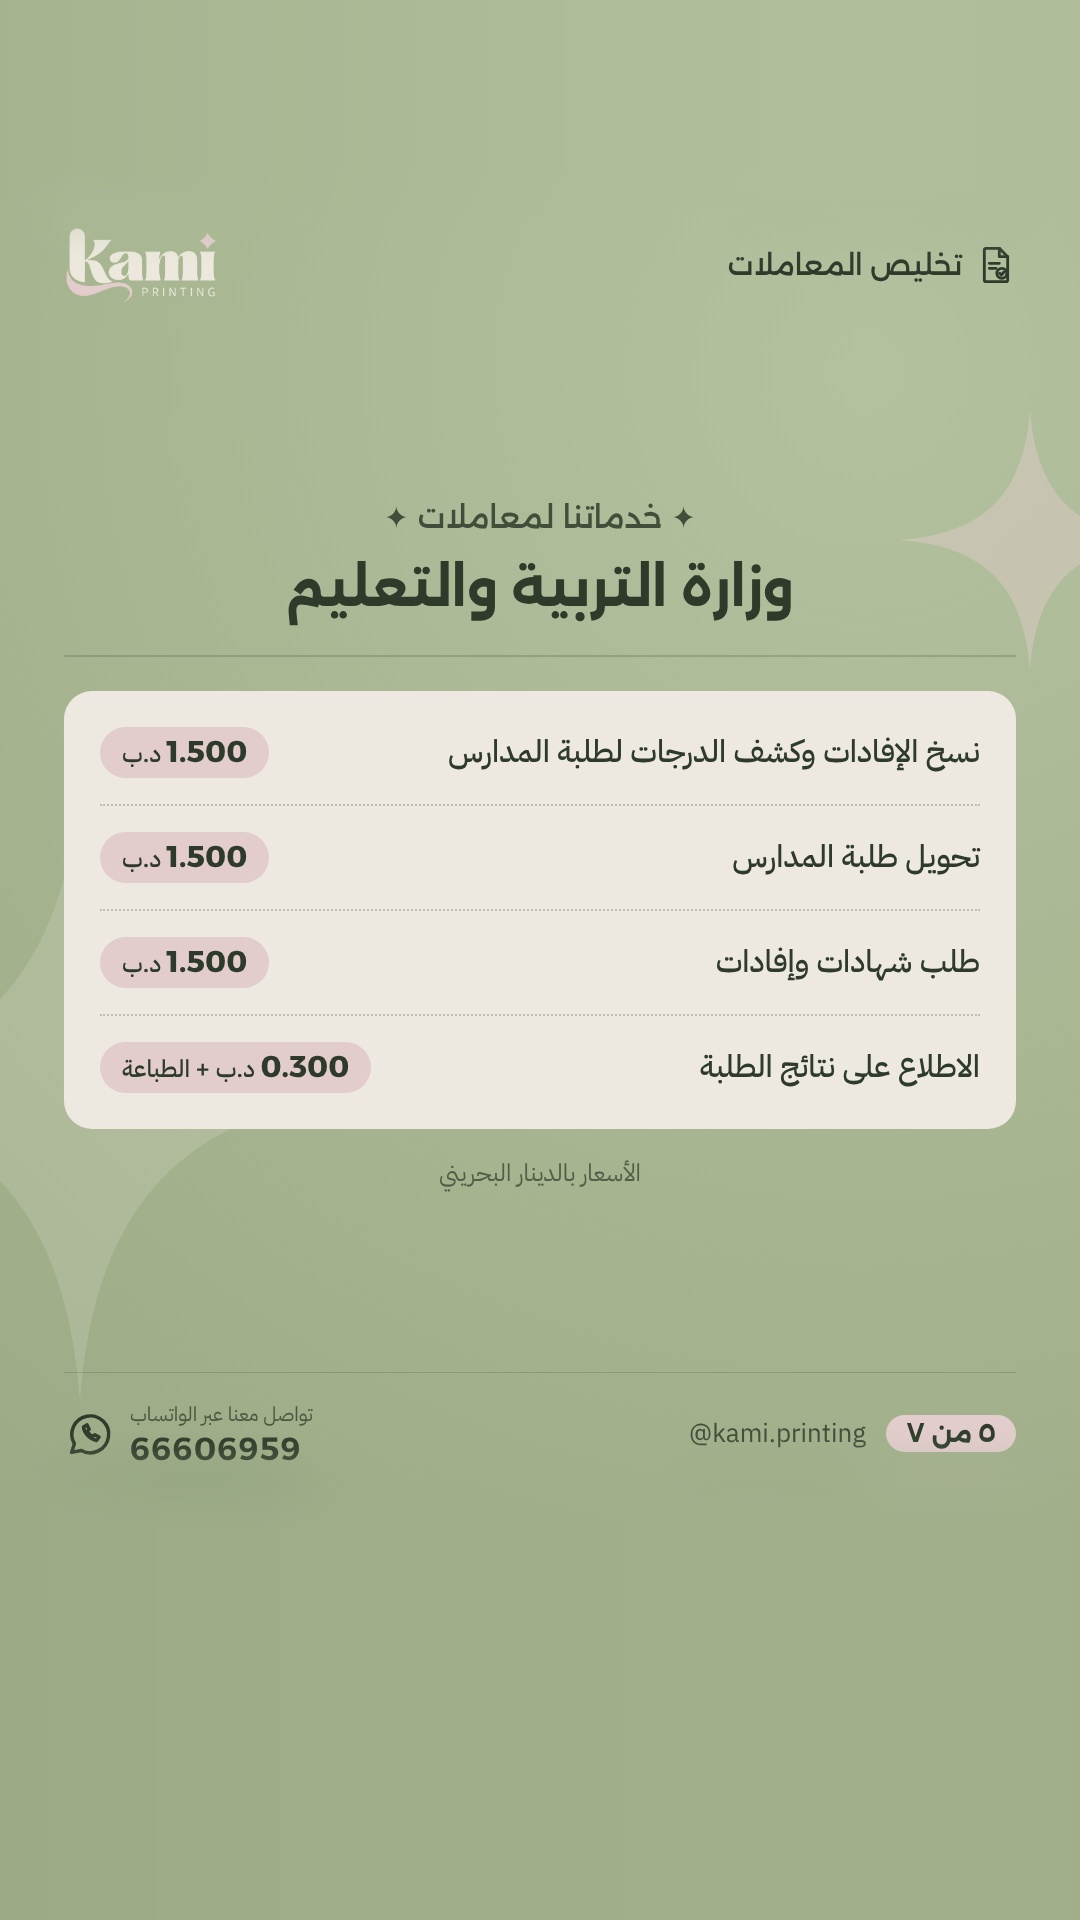 تخليص المعاملات
kami
PRINTING
✦ خدماتنا لمعاملات ✦
وزارة التربية والتعليم
نسخ الإفادات وكشف الدرجات لطلبة المدارس 1.500 د.ب
تحويل طلبة المدارس 1.500 د.ب
طلب شهادات وإفادات 1.500 د.ب
الاطلاع على نتائج الطلبة 0.300 د.ب + الطباعة
الأسعار بالدينار البحريني
٥ من ٧ @kami.printing
تواصل معنا عبر الواتساب
66606959